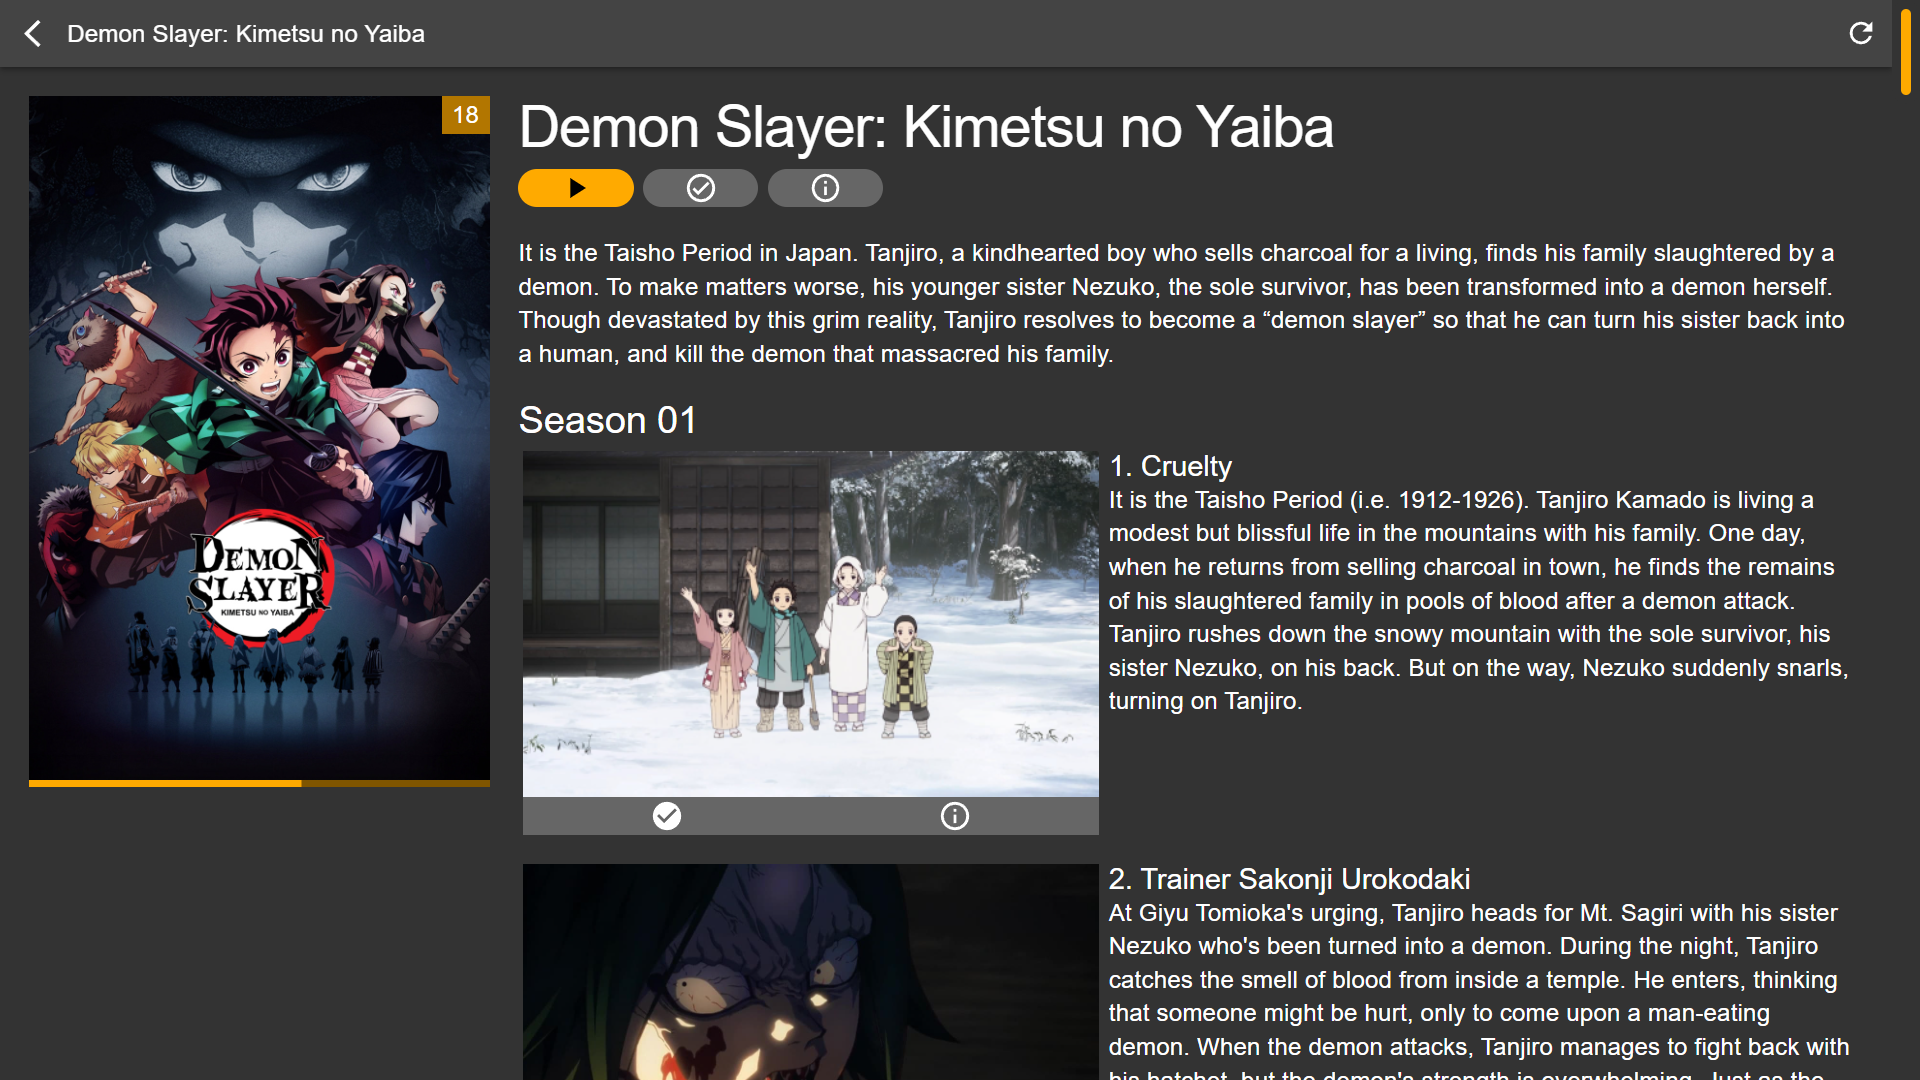 Demon Slayer: Kimetsu no Yaiba
18
DEMON
SLAYER
KIMETSU NO YAIBA
Demon Slayer: Kimetsu no Yaiba
It is the Taisho Period in Japan. Tanjiro, a kindhearted boy who sells charcoal for a living, finds his family slaughtered by a
demon. To make matters worse, his younger sister Nezuko, the sole survivor, has been transformed into a demon herself.
Though devastated by this grim reality, Tanjiro resolves to become a “demon slayer” so that he can turn his sister back into
a human, and kill the demon that massacred his family.
Season 01
1. Cruelty
It is the Taisho Period (i.e. 1912-1926). Tanjiro Kamado is living a
modest but blissful life in the mountains with his family. One day,
when he returns from selling charcoal in town, he finds the remains
of his slaughtered family in pools of blood after a demon attack.
Tanjiro rushes down the snowy mountain with the sole survivor, his
sister Nezuko, on his back. But on the way, Nezuko suddenly snarls,
turning on Tanjiro.
2. Trainer Sakonji Urokodaki
At Giyu Tomioka's urging, Tanjiro heads for Mt. Sagiri with his sister
Nezuko who's been turned into a demon. During the night, Tanjiro
catches the smell of blood from inside a temple. He enters, thinking
that someone might be hurt, only to come upon a man-eating
demon. When the demon attacks, Tanjiro manages to fight back with
his hatchet, but the demon's strength is overwhelming. Just as the